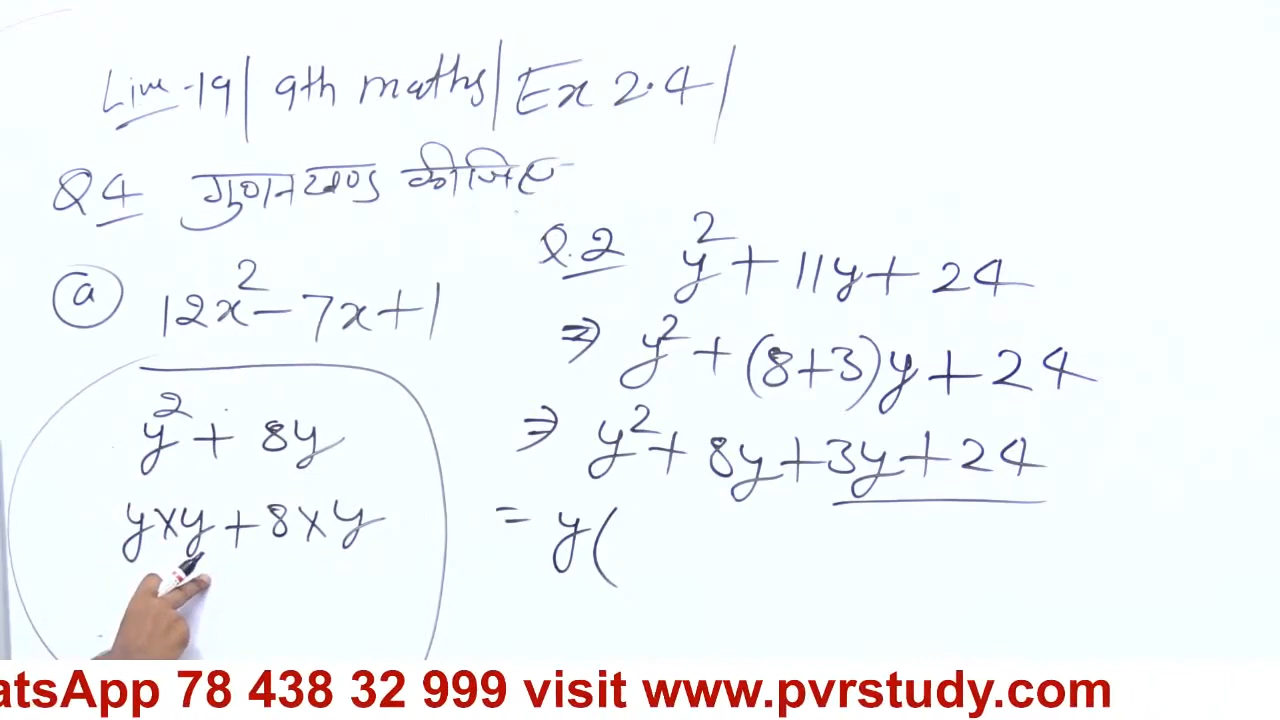 Live -19 | 9th maths | Ex 2.4 |
Q4 गुणनखण्ड कीजिए
(a) 12x² - 7x + 1
y² + 8y
y×y + 8×y
Q.2 y² + 11y + 24
⇒ y² + (8+3)y + 24
⇒ y² + 8y + 3y + 24
= y(
atsApp 78 438 32 999 visit www.pvrstudy.com